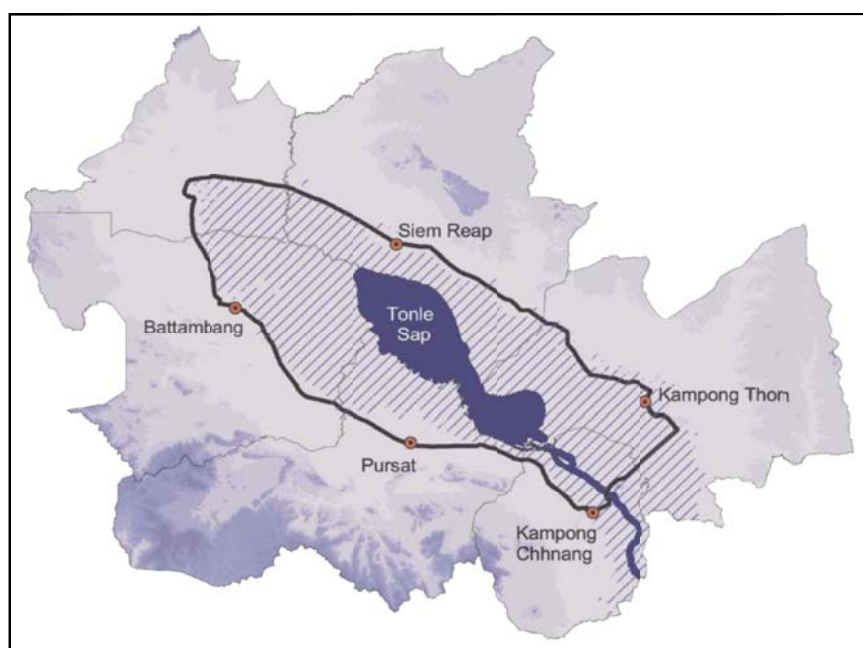 Siem Reap
Tonle
Sap
Battambang
Kampong Thom
Pursat
Kampong
Chhnang